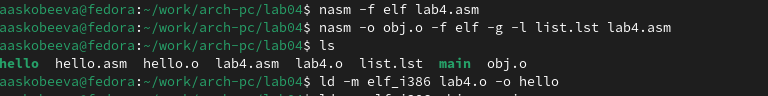 aaskobeeva@fedora:~/work/arch-pc/lab04$ nasm -f elf lab4.asm
aaskobeeva@fedora:~/work/arch-pc/lab04$ nasm -o obj.o -f elf -g -l list.lst lab4.asm
aaskobeeva@fedora:~/work/arch-pc/lab04$ ls
hello  hello.asm  hello.o  lab4.asm  lab4.o  list.lst  main  obj.o
aaskobeeva@fedora:~/work/arch-pc/lab04$ ld -m elf_i386 lab4.o -o hello